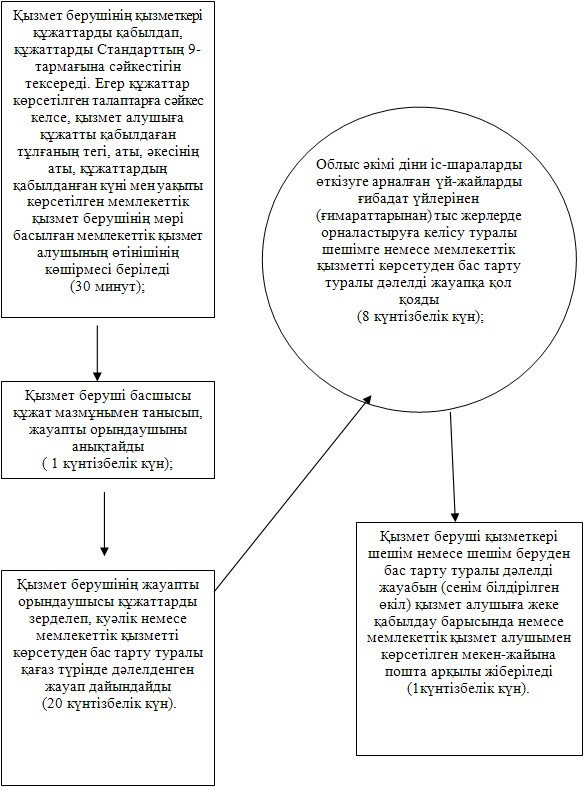 Қызмет берушінің қызметкері
құжаттарды қабылдап,
құжаттарды Стандарттың 9-
тармағына сәйкестігін
тексереді. Егер құжаттар
көрсетілген талаптарға сәйкес
келсе, қызмет алушыға
құжатты қабылдаған
тұлғаның тегі, аты, әкесінің
аты, құжаттардың
қабылданған күні мен уақыты
көрсетілген мемлекеттік
қызмет берушінің мөрі
басылған мемлекеттік қызмет
алушының өтінішінің
көшірмесі беріледі
(30 минут);
Қызмет беруші басшысы
құжат мазмұнымен танысып,
жауапты орындаушыны
анықтайды
( 1 күнтізбелік күн);
Қызмет берушінің жауапты
орындаушысы құжаттарды
зерделеп, куәлік немесе
мемлекеттік қызметті
көрсетуден бас тарту туралы
қағаз түрінде дәлелденген
жауап дайындайды
(20 күнтізбелік күн).
Облыс әкімі діни іс-шараларды
өткізуге арналған үй-жайларды
ғибадат үйлерінен
(ғимараттарынан) тыс жерлерде
орналастыруға келісу туралы
шешімге немесе мемлекеттік
қызметті көрсетуден бас тарту
туралы дәлелді жауапқа қол
қояды
(8 күнтізбелік күн);
Қызмет беруші қызметкері
шешім немесе шешім беруден
бас тарту туралы дәлелді
жауабын (сенім білдірілген
өкіл) қызмет алушыға жеке
қабылдау барысында немесе
мемлекеттік қызмет алушымен
көрсетілген мекен-жайына
пошта арқылы жіберіледі
(1күнтізбелік күн).